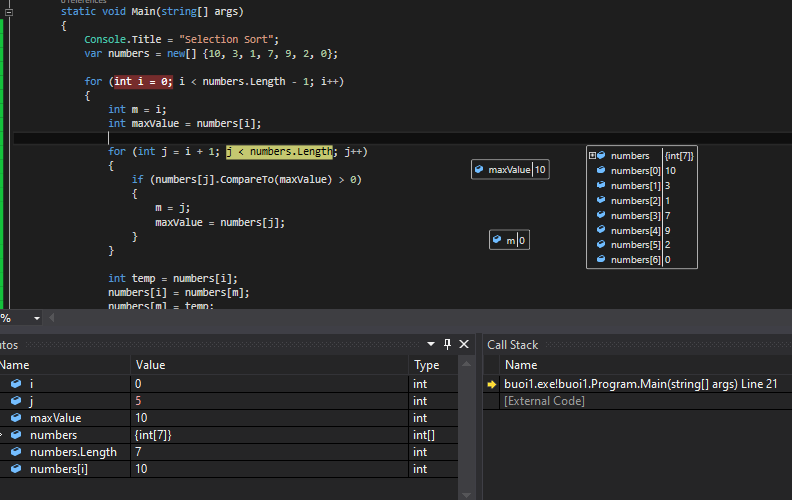 0 references
static void Main(string[] args)
{
Console.Title = "Selection Sort";
var numbers = new[] {10, 3, 1, 7, 9, 2, 0};
for (int i = 0; i < numbers.Length - 1; i++)
{
int m = i;
int maxValue = numbers[i];
for (int j = i + 1; j < numbers.Length; j++)
{
if (numbers[j].CompareTo(maxValue) > 0)
{
m = j;
maxValue = numbers[j];
}
}
int temp = numbers[i];
numbers[i] = numbers[m];
numbers[m] = temp;
maxValue 10
m 0
numbers {int[7]}
numbers[0] 10
numbers[1] 3
numbers[2] 1
numbers[3] 7
numbers[4] 9
numbers[5] 2
numbers[6] 0
%
utos
Name Value Type
i 0 int
j 5 int
maxValue 10 int
numbers {int[7]} int[]
numbers.Length 7 int
numbers[i] 10 int
Call Stack
Name
buoi1.exe!buoi1.Program.Main(string[] args) Line 21
[External Code]